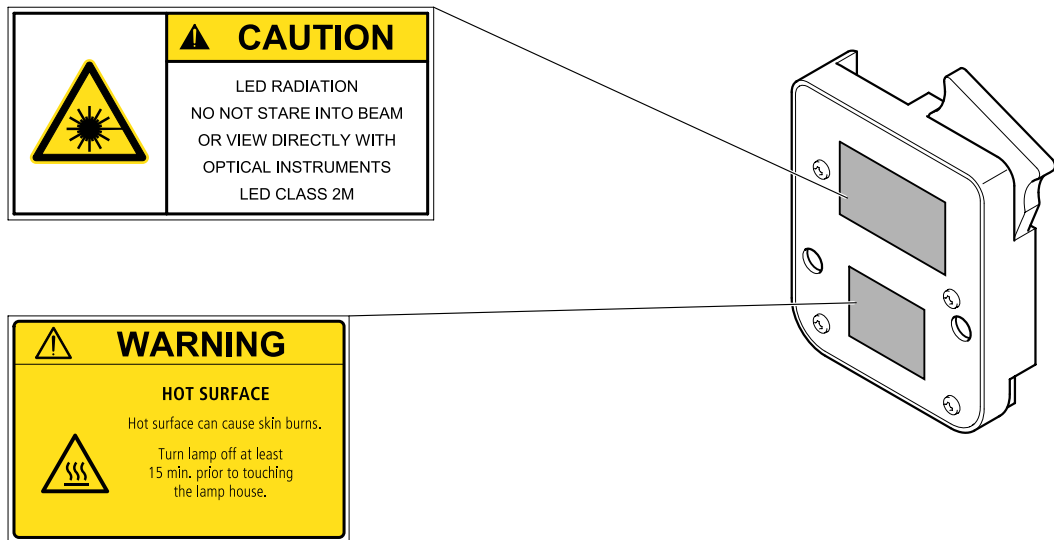 CAUTION
LED RADIATION
NO NOT STARE INTO BEAM
OR VIEW DIRECTLY WITH
OPTICAL INSTRUMENTS
LED CLASS 2M
WARNING
HOT SURFACE
Hot surface can cause skin burns.
Turn lamp off at least
15 min. prior to touching
the lamp house.